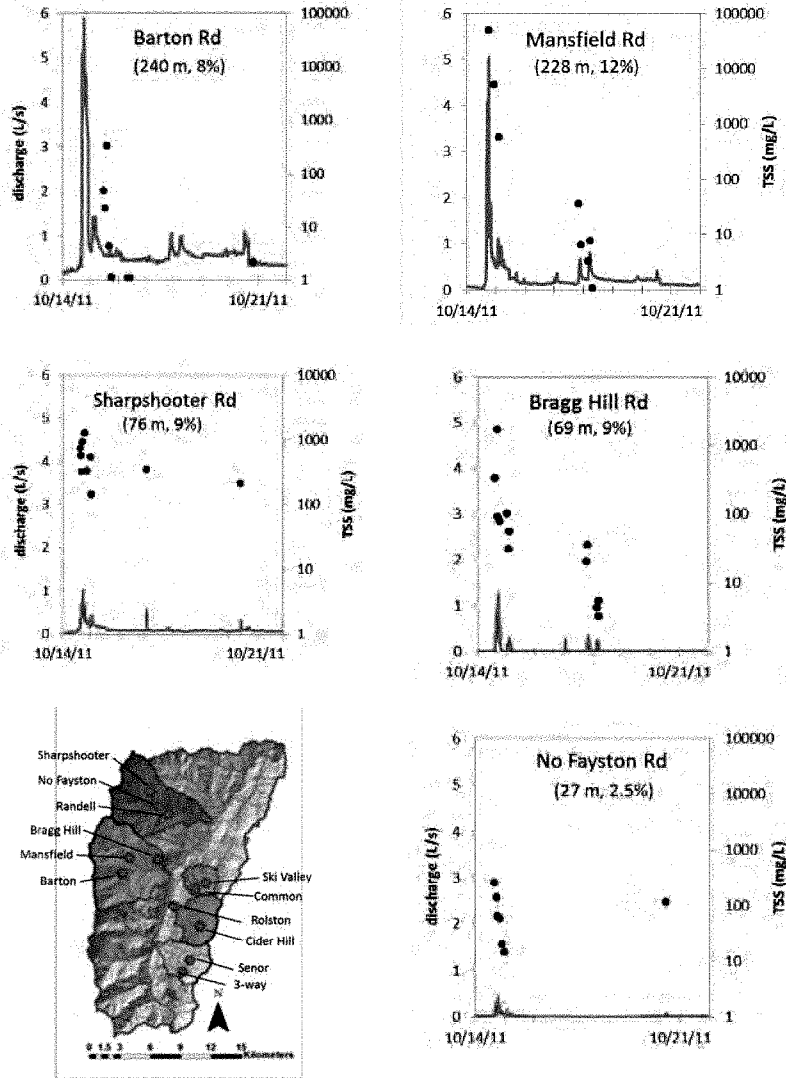 Barton Rd
(240 m, 8%)
discharge (L/s)
6
5
4
3
2
1
0
100000
10000
1000
100
10
1
10/14/11
10/21/11
Mansfield Rd
(228 m, 12%)
6
5
4
3
2
1
0
100000
10000
1000
100
10
1
TSS (mg/L)
10/14/11
10/21/11
Sharpshooter Rd
(76 m, 9%)
discharge (L/s)
6
5
4
3
2
1
0
10000
1000
100
10
1
TSS (mg/L)
10/14/11
10/21/11
Bragg Hill Rd
(69 m, 9%)
6
5
4
3
2
1
0
10000
1000
100
10
1
TSS (mg/L)
10/14/11
10/21/11
Sharpshooter
No Fayston
Randell
Bragg Hill
Mansfield
Barton
Ski Valley
Common
Rolston
Cider Hill
Senor
3-way
N
0 1.5 3 6 9 12 15
Kilometers
No Fayston Rd
(27 m, 2.5%)
discharge (L/s)
6
5
4
3
2
1
0
100000
10000
1000
100
10
1
TSS (mg/L)
10/14/11
10/21/11